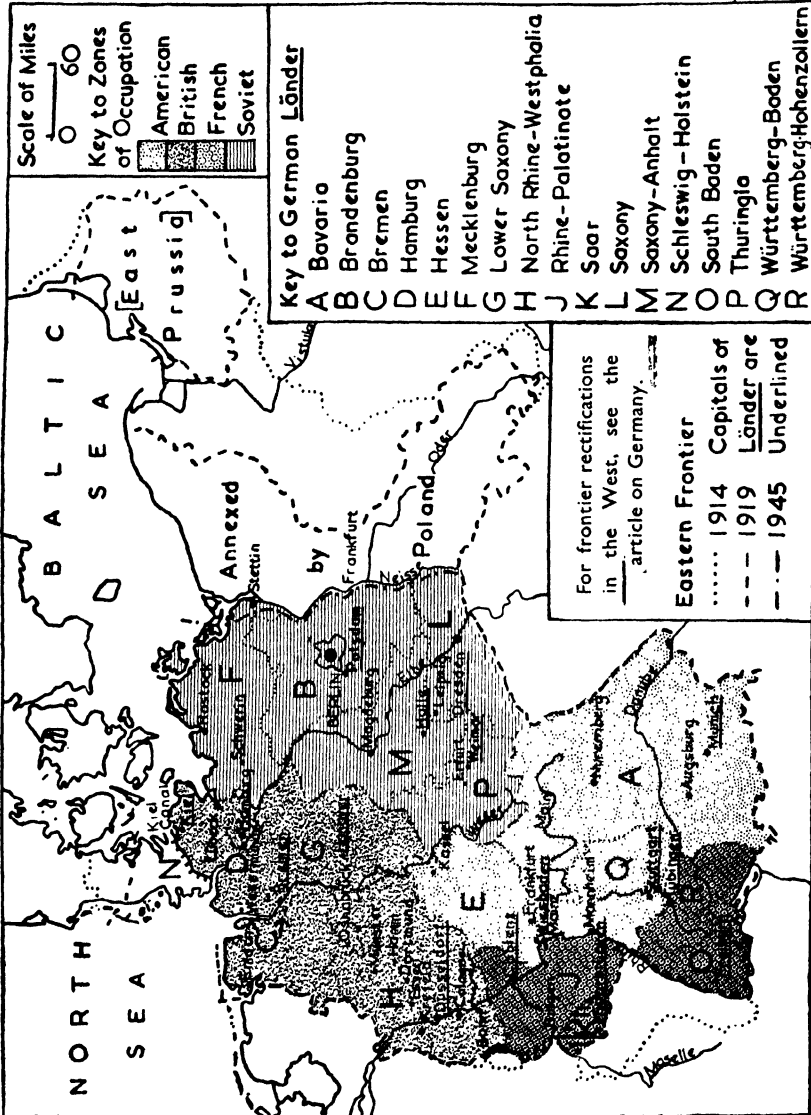 NORTH
SEA
BALTIC
SEA
[East
Prussia]
Vistula
Annexed
by
Poland
Stettin
Frankfurt
Oder
Kiel
Canal
Kiel
Lübeck
Rostock
Schwerin
BERLIN
Potsdam
Magdeburg
Elbe
Halle
Leipzig
Dresden
Erfurt
Weimar
Kassel
Dortmund
Düsseldorf
Frankfurt
Wiesbaden
Mainz
Mannheim
Nuremberg
Stuttgart
Tübingen
Danube
Augsburg
Munich
Moselle
N
F
D
C
G
B
H
M
L
P
E
J
K
Q
A
O
R
Scale of Miles
0 60
Key to Zones
of Occupation
American
British
French
Soviet
Key to German Länder
A Bavaria
B Brandenburg
C Bremen
D Hamburg
E Hessen
F Mecklenburg
G Lower Saxony
H North Rhine-Westphalia
J Rhine-Palatinate
K Saar
L Saxony
M Saxony-Anhalt
N Schleswig-Holstein
O South Baden
P Thuringia
Q Württemberg-Baden
R Württemberg-Hohenzollern
For frontier rectifications
in the West, see the
article on Germany.
Eastern Frontier
1914
1919
1945
Capitals of
Länder are
Underlined